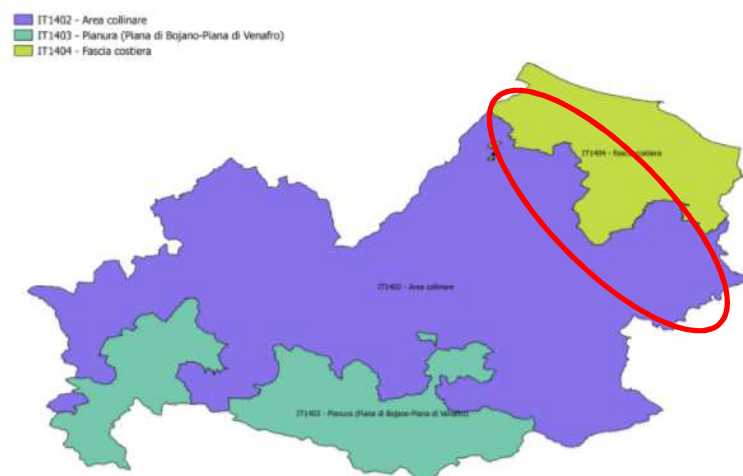 IT1402 - Area collinare
IT1403 - Pianura (Piana di Bojano-Piana di Venafro)
IT1404 - Fascia costiera
IT1404 - Fascia costiera
IT1402 - Area collinare
IT1403 - Pianura (Piana di Bojano-Piana di Venafro)